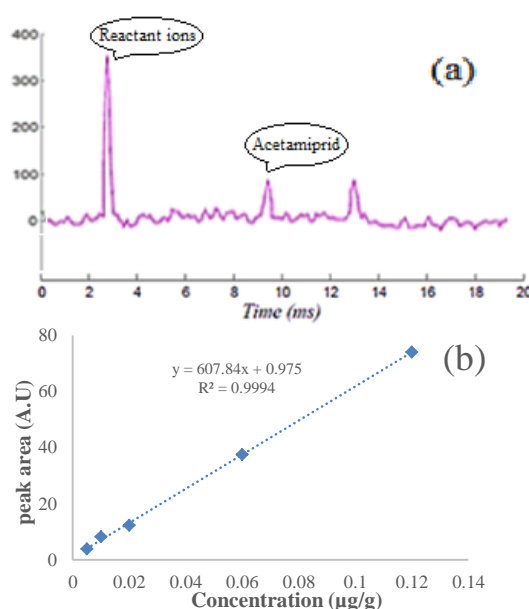 400
Reactant ions
(a)
300
200
Acetamiprid
100
0
0 2 4 6 8 10 12 14 16 18 20
Time (ms)
80
(b)
y = 607.84x + 0.975
R² = 0.9994
60
peak area (A.U)
40
20
0
0 0.02 0.04 0.06 0.08 0.1 0.12 0.14
Concentration (µg/g)